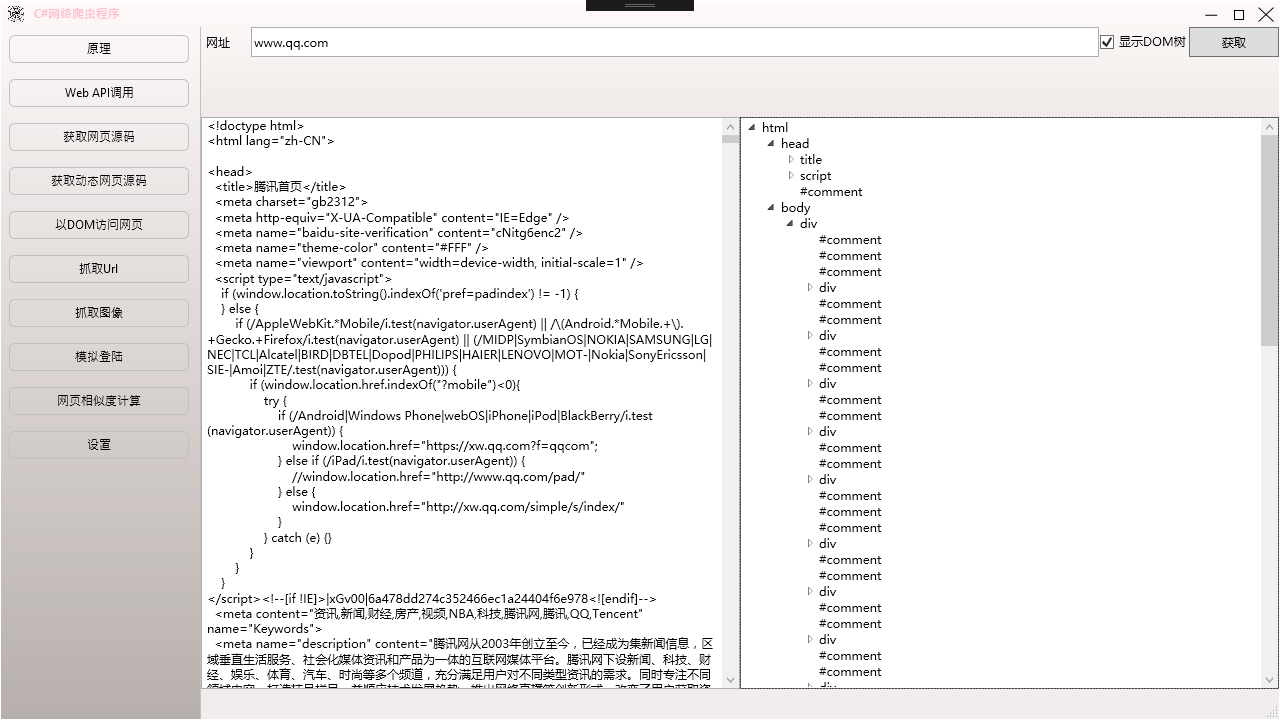 C#网络爬虫程序
原理
Web API调用
获取网页源码
获取动态网页源码
以DOM访问网页
抓取Url
抓取图像
模拟登陆
网页相似度计算
设置
网址
www.qq.com
显示DOM树
获取
<!doctype html>
<html lang="zh-CN">
<head>
<title>腾讯首页</title>
<meta charset="gb2312">
<meta http-equiv="X-UA-Compatible" content="IE=Edge" />
<meta name="baidu-site-verification" content="cNitg6enc2" />
<meta name="theme-color" content="#FFF" />
<meta name="viewport" content="width=device-width, initial-scale=1" />
<script type="text/javascript">
if (window.location.toString().indexOf('pref=padindex') != -1) {
} else {
if (/AppleWebKit.*Mobile/i.test(navigator.userAgent) || /\(Android.*Mobile.+\).
+Gecko.+Firefox/i.test(navigator.userAgent) || (/MIDP|SymbianOS|NOKIA|SAMSUNG|LG|
NEC|TCL|Alcatel|BIRD|DBTEL|Dopod|PHILIPS|HAIER|LENOVO|MOT-|Nokia|SonyEricsson|
SIE-|Amoi|ZTE/.test(navigator.userAgent))) {
if (window.location.href.indexOf("?mobile")<0){
try {
if (/Android|Windows Phone|webOS|iPhone|iPod|BlackBerry/i.test
(navigator.userAgent)) {
window.location.href="https://xw.qq.com?f=qqcom";
} else if (/iPad/i.test(navigator.userAgent)) {
//window.location.href="http://www.qq.com/pad/"
} else {
window.location.href="http://xw.qq.com/simple/s/index/"
}
} catch (e) {}
}
}
}
</script><!--[if !IE]>|xGv00|6a478dd274c352466ec1a24404f6e978<![endif]-->
<meta content="资讯,新闻,财经,房产,视频,NBA,科技,腾讯网,腾讯,QQ,Tencent"
name="Keywords">
<meta name="description" content="腾讯网从2003年创立至今，已经成为集新闻信息，区
域垂直生活服务、社会化媒体资讯和产品为一体的互联网媒体平台。腾讯网下设新闻、科技、财
经、娱乐、体育、汽车、时尚等多个频道，充分满足用户对不同类型资讯的需求。同时专注不同
html
head
title
script
#comment
body
div
#comment
#comment
#comment
div
#comment
#comment
div
#comment
#comment
div
#comment
#comment
div
#comment
#comment
div
#comment
#comment
#comment
div
#comment
#comment
div
#comment
#comment
div
#comment
#comment
div